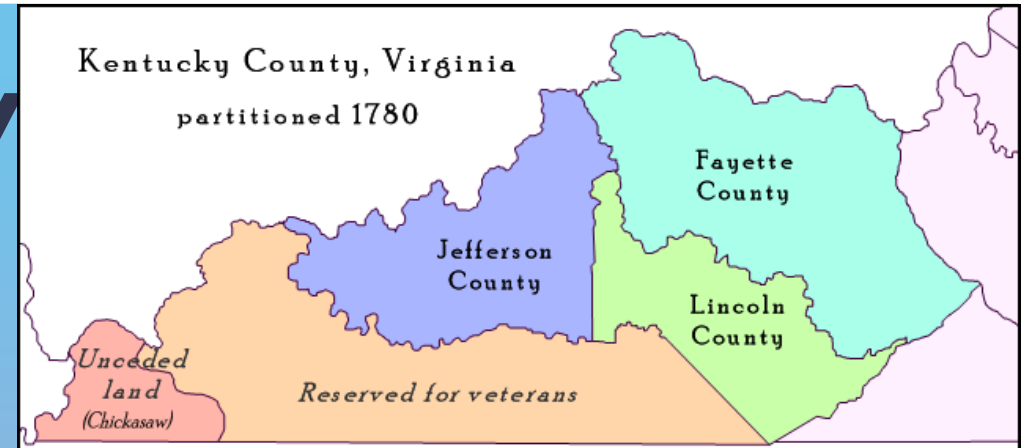 Kentucky County, Virginia
partitioned 1780
Fayette
County
Jefferson
County
Lincoln
County
Unceded
land
(Chickasaw)
Reserved for veterans